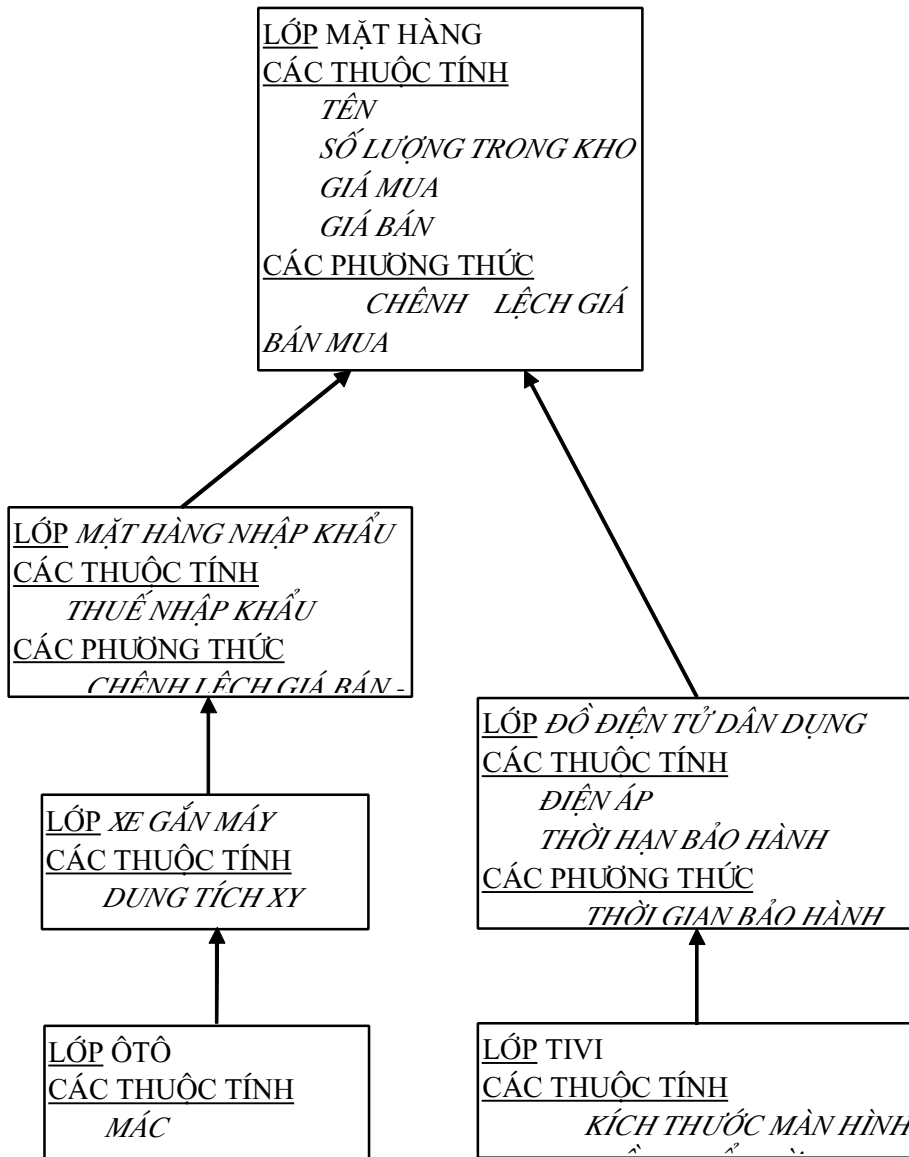 LỚP MẶT HÀNG
CÁC THUỘC TÍNH
TÊN
SỐ LƯỢNG TRONG KHO
GIÁ MUA
GIÁ BÁN
CÁC PHƯƠNG THỨC
CHÊNH LỆCH GIÁ
BÁN MUA
LỚP MẶT HÀNG NHẬP KHẨU
CÁC THUỘC TÍNH
THUẾ NHẬP KHẨU
CÁC PHƯƠNG THỨC
CHÊNH LỆCH GIÁ BÁN -
LỚP XE GẮN MÁY
CÁC THUỘC TÍNH
DUNG TÍCH XY
LỚP ÔTÔ
CÁC THUỘC TÍNH
MÁC
LỚP ĐỒ ĐIỆN TỬ DÂN DỤNG
CÁC THUỘC TÍNH
ĐIỆN ÁP
THỜI HẠN BẢO HÀNH
CÁC PHƯƠNG THỨC
THỜI GIAN BẢO HÀNH
LỚP TIVI
CÁC THUỘC TÍNH
KÍCH THƯỚC MÀN HÌNH